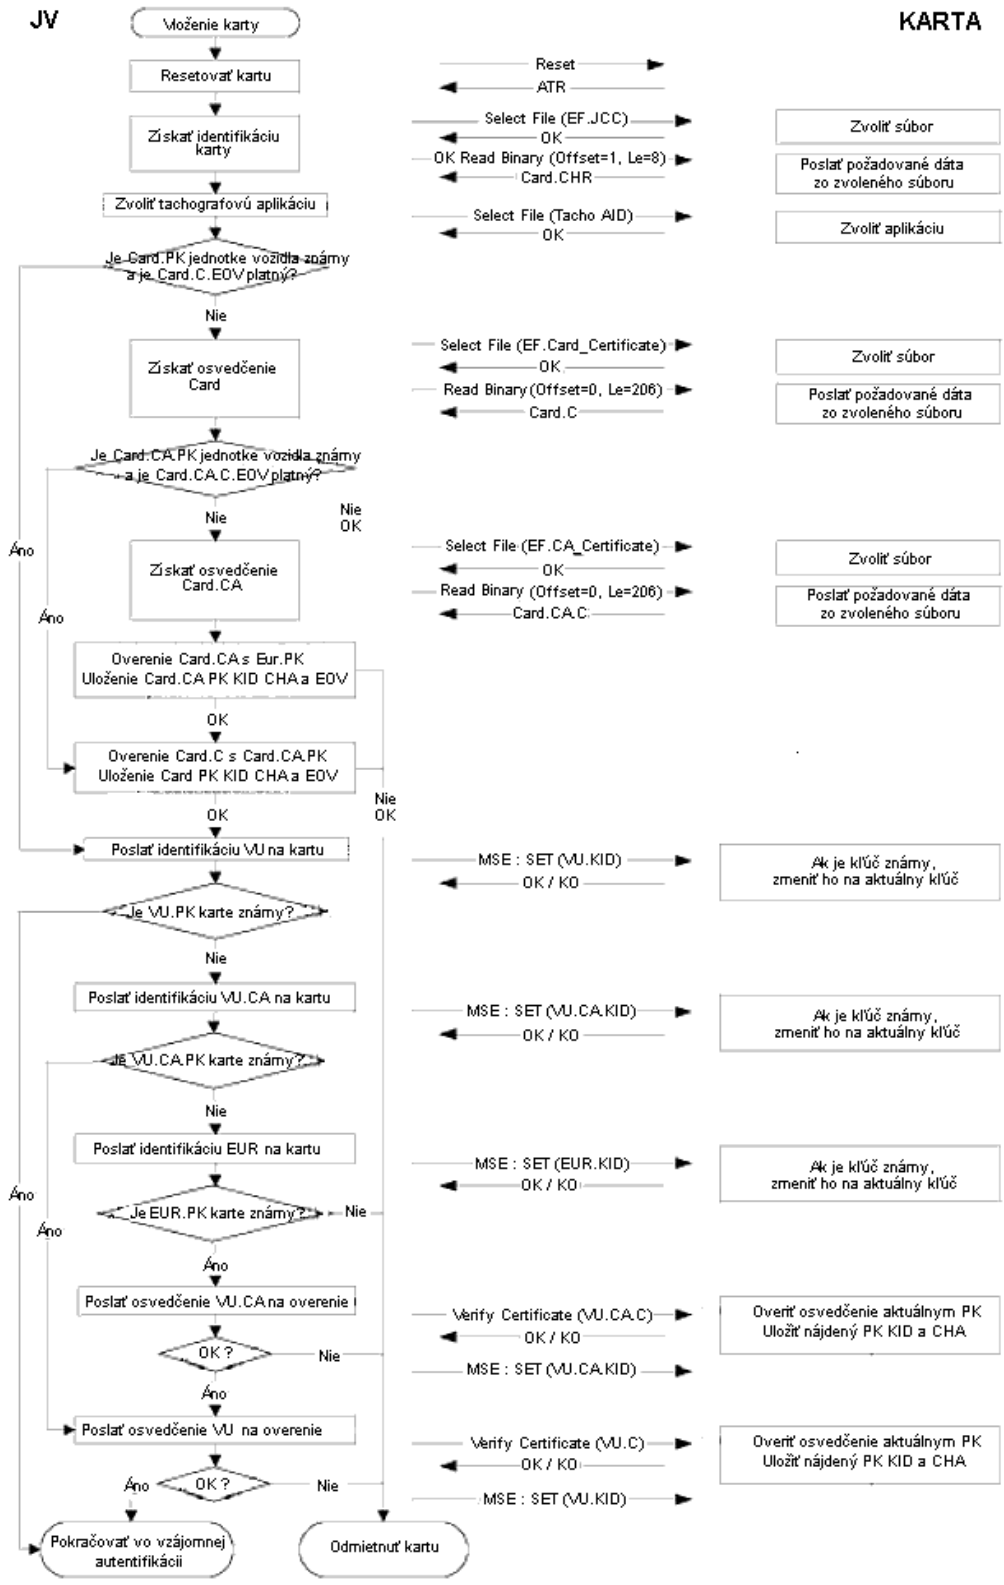 JV
KARTA
Vloženie karty
Resetovať kartu
Reset
ATR
Získať identifikáciu
karty
Select File (EF.JCC)
OK
Zvoliť súbor
OK Read Binary (Offset=1, Le=8)
Card.CHR
Poslať požadované dáta
zo zvoleného súboru
Zvoliť tachografovú aplikáciu
Select File (Tacho AID)
OK
Zvoliť aplikáciu
Je Card.PK jednotke vozidla známy
a je Card.C.EOV platný?
Nie
Získať osvedčenie
Card
Select File (EF.Card_Certificate)
OK
Zvoliť súbor
Read Binary (Offset=0, Le=206)
Card.C
Poslať požadované dáta
zo zvoleného súboru
Je Card.CA.PK jednotke vozidla známy
a je Card.CA.C.EOV platný?
Nie
OK
Nie
Áno
Získať osvedčenie
Card.CA
Select File (EF.CA_Certificate)
OK
Zvoliť súbor
Read Binary (Offset=0, Le=206)
Card.CA.C
Poslať požadované dáta
zo zvoleného súboru
Áno
Overenie Card.CA s Eur.PK
Uloženie Card.CA PK KID CHA a EOV
OK
Overenie Card.C s Card.CA.PK
Uloženie Card PK KID CHA a EOV
Nie
OK
OK
Poslať identifikáciu VU na kartu
MSE : SET (VU.KID)
OK / KO
Ak je kľúč známy,
zmeniť ho na aktuálny kľúč
Je VU.PK karte známy?
Nie
Poslať identifikáciu VU.CA na kartu
MSE : SET (VU.CA.KID)
OK / KO
Ak je kľúč známy,
zmeniť ho na aktuálny kľúč
Je VU.CA.PK karte známy?
Nie
Poslať identifikáciu EUR na kartu
MSE : SET (EUR.KID)
OK / KO
Ak je kľúč známy,
zmeniť ho na aktuálny kľúč
Áno
Áno
Je EUR.PK karte známy?
Nie
Áno
Poslať osvedčenie VU.CA na overenie
Verify Certificate (VU.CA.C)
OK / KO
Overiť osvedčenie aktuálnym PK
Uložiť nájdený PK KID a CHA
OK ?
Nie
MSE : SET (VU.CA.KID)
Áno
Poslať osvedčenie VU na overenie
Verify Certificate (VU.C)
OK / KO
Overiť osvedčenie aktuálnym PK
Uložiť nájdený PK KID a CHA
Áno
OK ?
Nie
MSE : SET (VU.KID)
Pokračovať vo vzájomnej
autentifikácii
Odmietnuť kartu